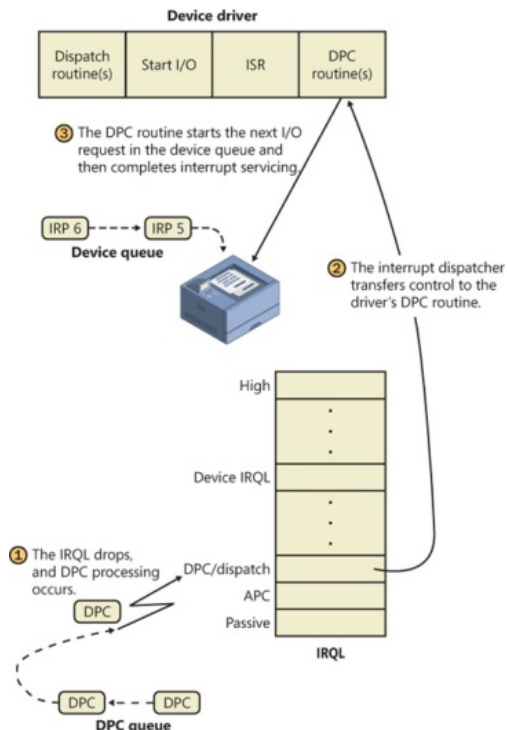 Device driver
Dispatch
routine(s)
Start I/O
ISR
DPC
routine(s)
3 The DPC routine starts the next I/O
request in the device queue and
then completes interrupt servicing.
IRP 6
IRP 5
Device queue
2 The interrupt dispatcher
transfers control to the
driver's DPC routine.
High
Device IRQL
1 The IRQL drops,
and DPC processing
occurs.
DPC/dispatch
DPC
APC
Passive
IRQL
DPC
DPC
DPC queue